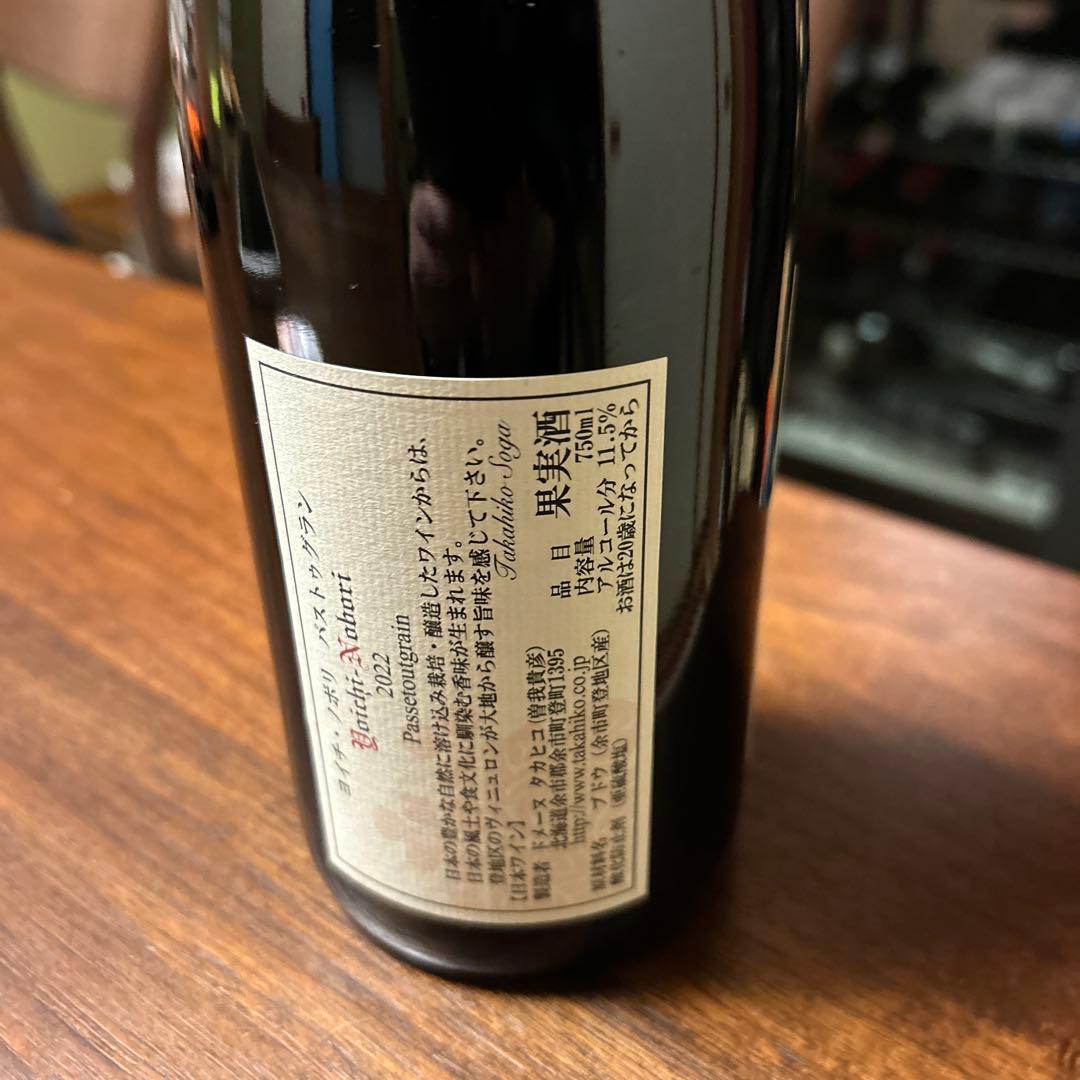 ヨイチ・ノボリ パストゥグラン
Yoichi-Nobori
2022
Passetoutgrain
日本の豊かな自然に溶け込み栽培・醸造したワインからは、
日本の風土や食文化に馴染む香味が生まれます。
登地区のヴィニュロンが大地から醸す旨味を感じて下さい。
Takahiko Soga
【日本ワイン】
製造者 ドメーヌ タカヒコ(曽我貴彦)
北海道余市郡余市町登町1395
http://www.takahiko.co.jp
原材料名 ブドウ(余市町登地区産)
酸化防止剤(亜硫酸塩)
品 目 果実酒
内容量 750ml
アルコール分 11.5%
お酒は20歳になってから